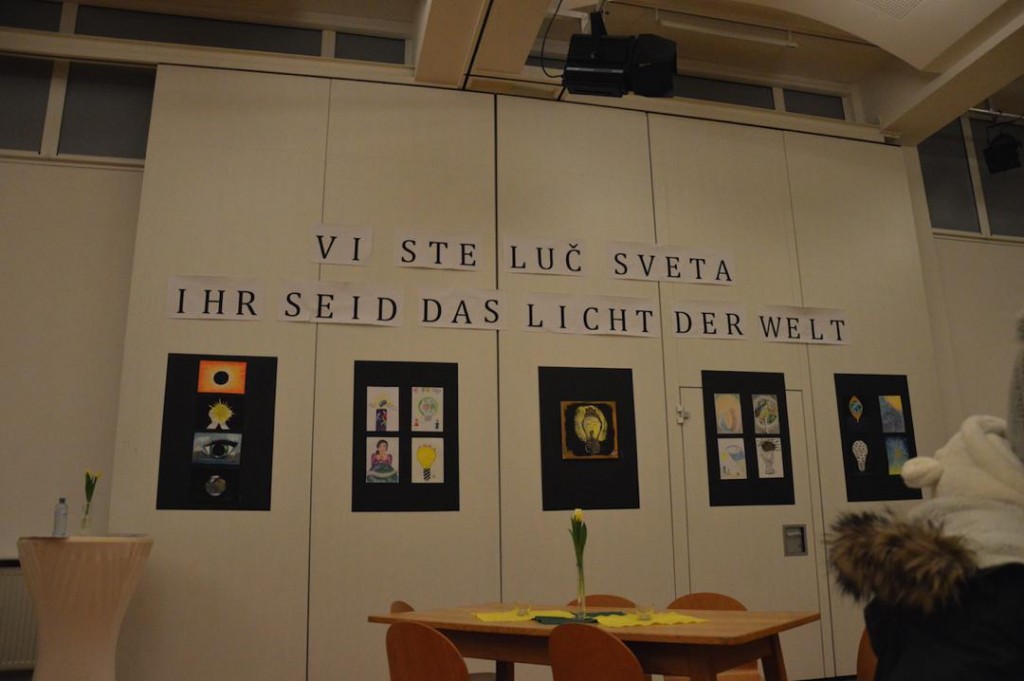 VI STE LUČ SVETA
IHR SEID DAS LICHT DER WELT